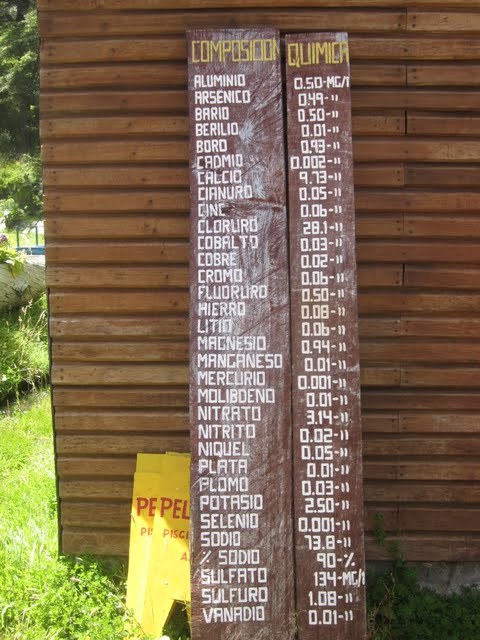 COMPOSICION QUIMICA
ALUMINIO 0.50-MG/l
ARSENICO 0.49-"
BARIO 0.50-"
BERILIO 0.01-"
BORO 0.93-"
CADMIO 0.002-"
CALCIO 9.73-"
CIANURO 0.05-"
CINC 0.06-"
CLORURO 28.1-"
COBALTO 0.03-"
COBRE 0.02-"
CROMO 0.06-"
FLUORURO 0.50-"
HIERRO 0.08-"
LITIO 0.06-"
MAGNESIO 0.94-"
MANGANESO 0.01-"
MERCURIO 0.001-"
MOLIBDENO 0.01-"
NITRATO 3.14-"
NITRITO 0.02-"
NIQUEL 0.05-"
PLATA 0.01-"
PLOMO 0.03-"
POTASIO 2.50-"
SELENIO 0.001-"
SODIO 73.8-"
% SODIO 90-%
SULFATO 134-MG/l
SULFURO 1.08-"
VANADIO 0.01-"
PE PEL
PI PISCI
A